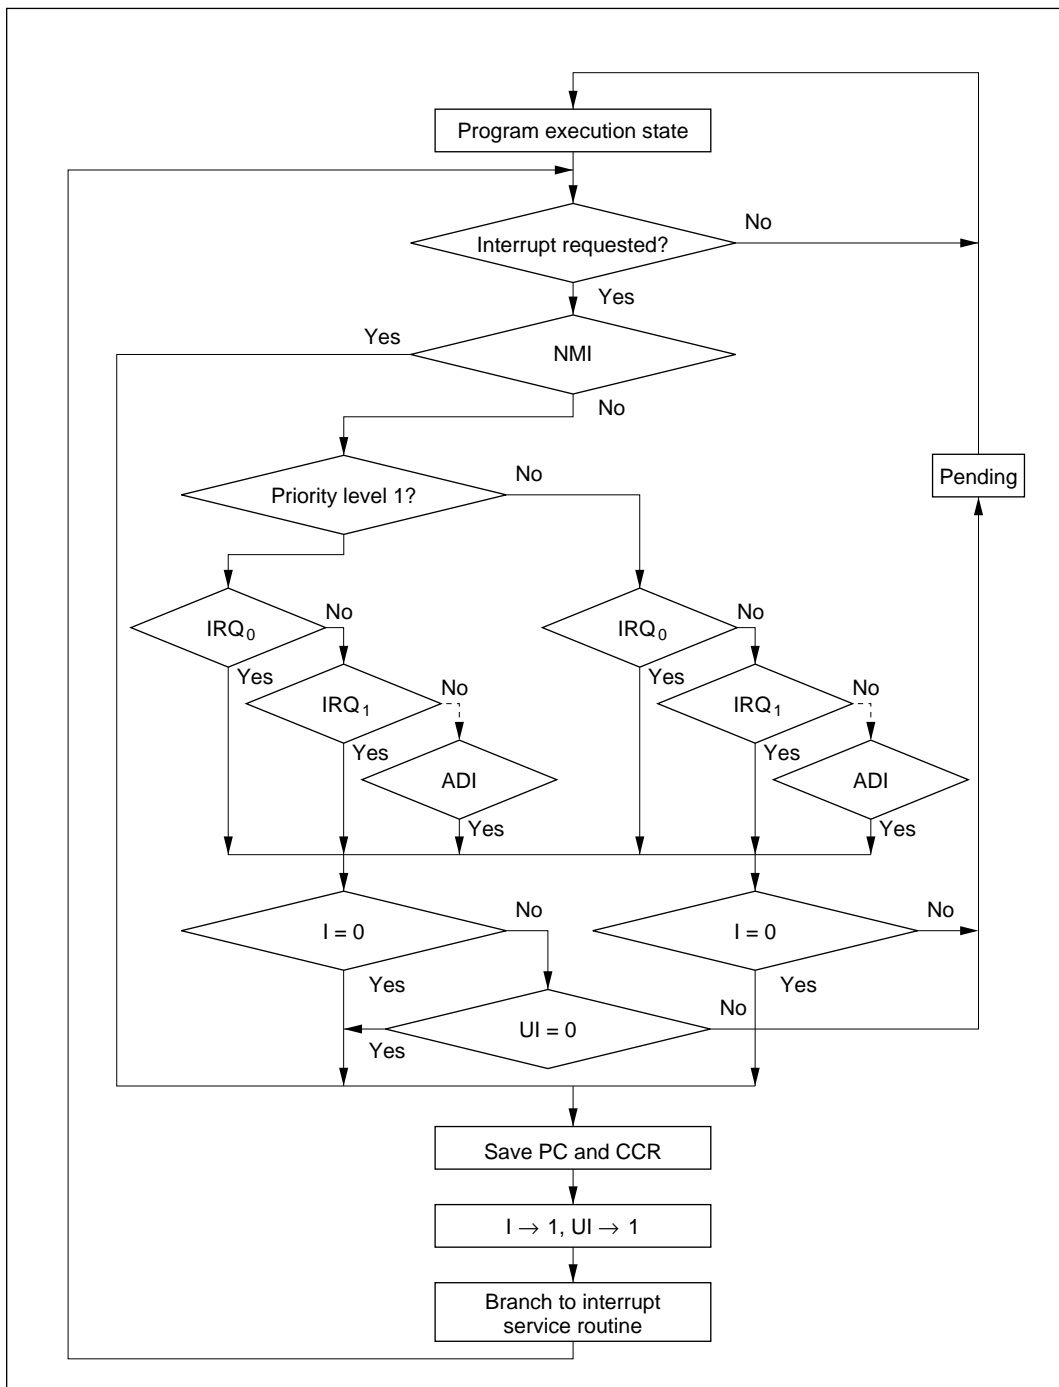 Program execution state
No
Interrupt requested?
Yes
Yes
NMI
No
No
Pending
Priority level 1?
No
No
IRQ0
IRQ0
Yes
Yes
No
No
IRQ1
IRQ1
Yes
Yes
ADI
ADI
Yes
Yes
No
No
I = 0
I = 0
Yes
Yes
No
UI = 0
Yes
Save PC and CCR
I → 1, UI → 1
Branch to interrupt
service routine